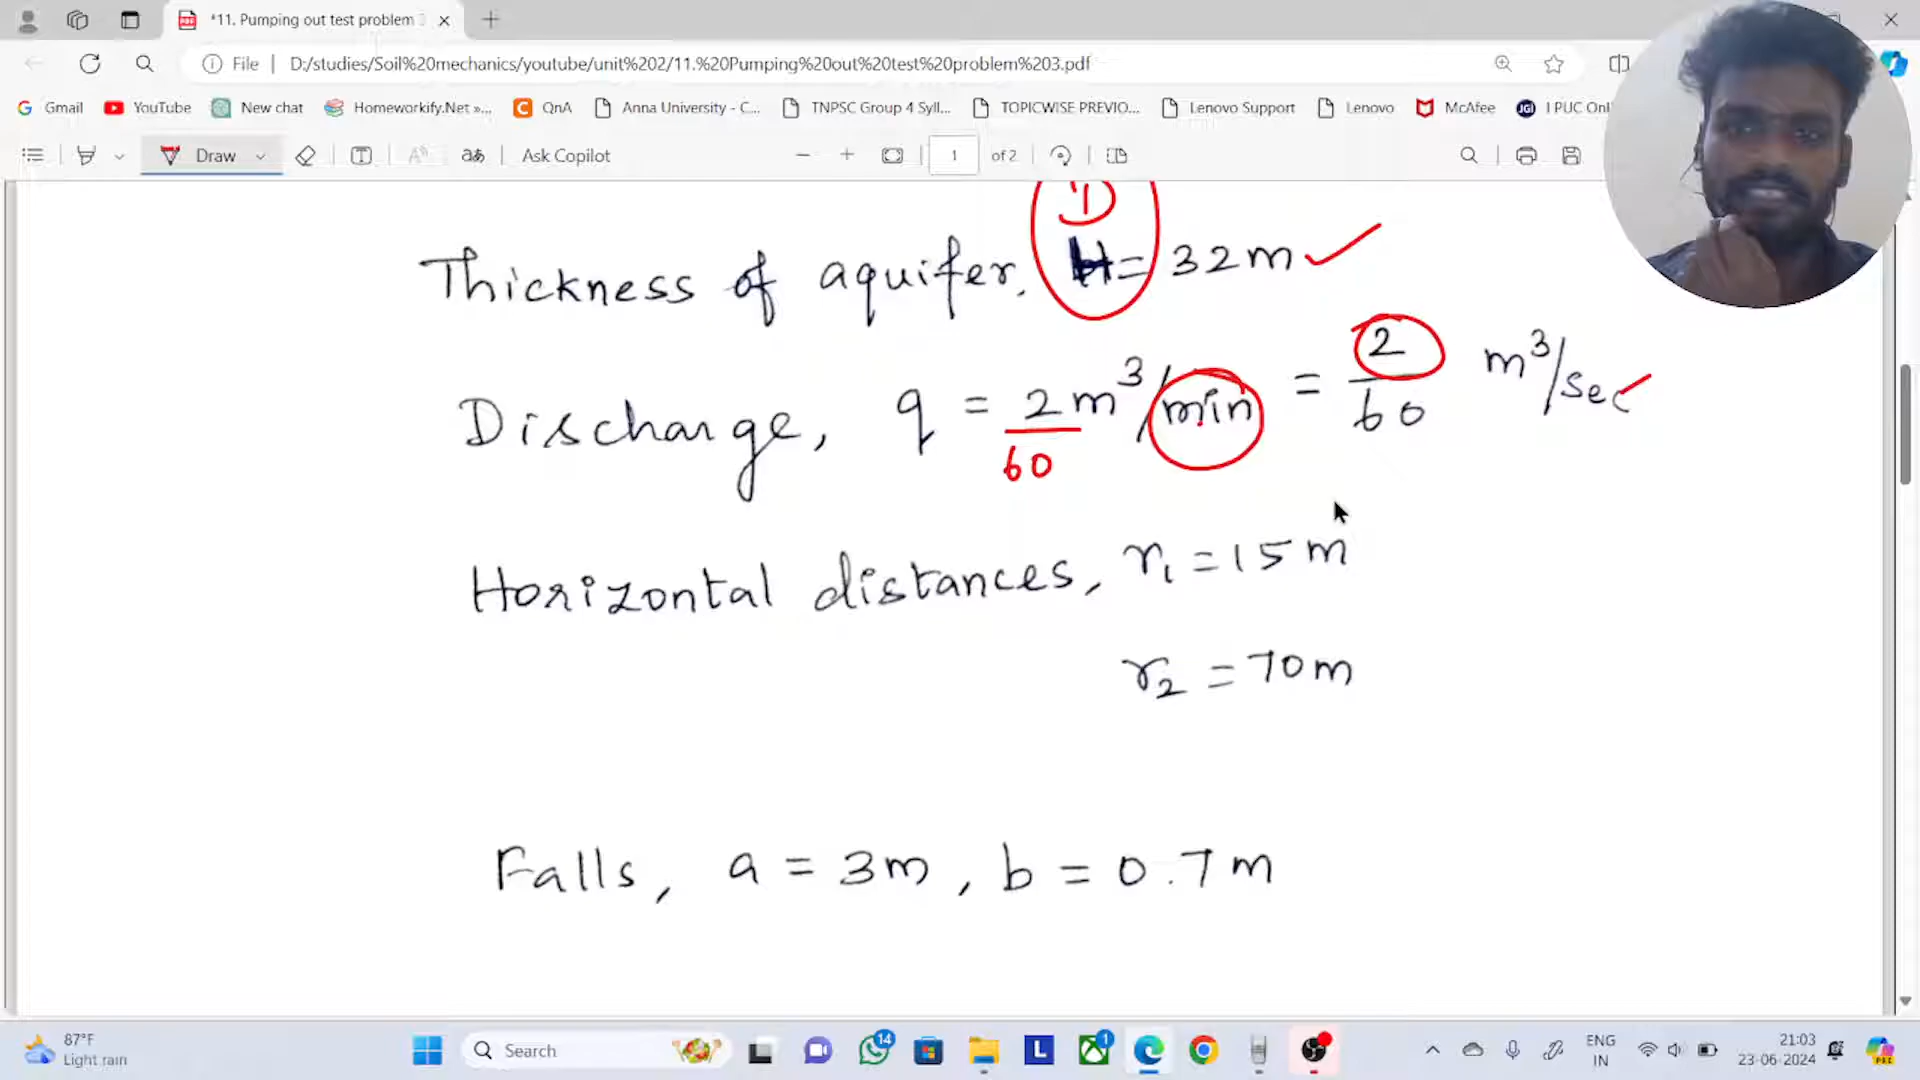 *11. Pumping out test problem 3
File | D:/studies/Soil%20mechanics/youtube/unit%202/11.%20Pumping%20out%20test%20problem%203.pdf
Gmail YouTube New chat Homeworkify.Net »... QnA Anna University - C... TNPSC Group 4 Syll... TOPICWISE PREVIO... Lenovo Support Lenovo McAfee I PUC Onl
Draw Ask Copilot 1 of 2
D
Thickness of aquifer, H = 32m
Discharge, q = 2m³/min = 2/60 m³/sec
60
Horizontal distances, r₁ = 15m
r₂ = 70m
Falls, a = 3m, b = 0.7m
87°F
Light rain
Search
14
1
ENG
IN
21:03
23-06-2024